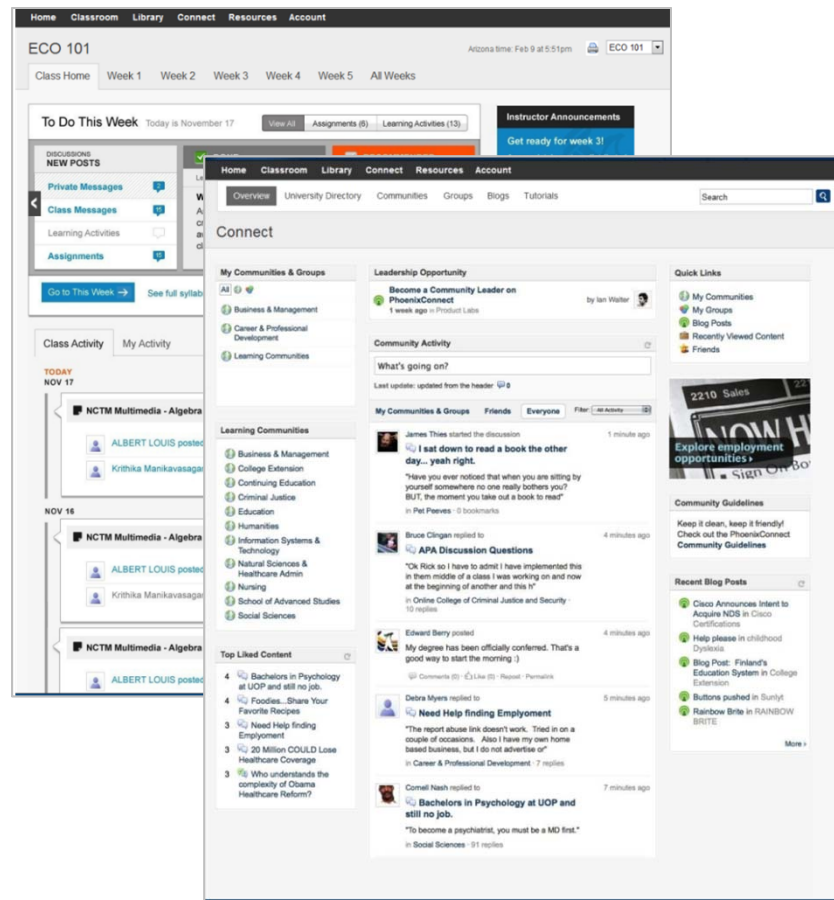 Home Classroom Library Connect Resources Account
ECO 101
Arizona time: Feb 9 at 5:51pm
ECO 101
Class Home Week 1 Week 2 Week 3 Week 4 Week 5 All Weeks
To Do This Week Today is November 17
View All Assignments (6) Learning Activities (13)
Instructor Announcements
Get ready for week 3!
DISCUSSIONS
NEW POSTS
Private Messages
Class Messages
Learning Activities
Assignments
Go to This Week
See full syllab
Class Activity My Activity
TODAY
NOV 17
NCTM Multimedia - Algebra
ALBERT LOUIS posted
Krithika Manikavasagar
NOV 16
NCTM Multimedia - Algebra
ALBERT LOUIS posted
Krithika Manikavasagar
NCTM Multimedia - Algebra
ALBERT LOUIS posted
Home Classroom Library Connect Resources Account
Overview University Directory Communities Groups Blogs Tutorials
Search
Connect
My Communities & Groups
All
Business & Management
Career & Professional
Development
Learning Communities
Learning Communities
Business & Management
College Extension
Continuing Education
Criminal Justice
Education
Humanities
Information Systems &
Technology
Natural Sciences &
Healthcare Admin
Nursing
School of Advanced Studies
Social Sciences
Top Liked Content
4 Bachelors in Psychology
at UOP and still no job.
4 Foodies...Share Your
Favorite Recipes
3 Need Help finding
Emplyoment
3 20 Million COULD Lose
Healthcare Coverage
3 Who understands the
complexity of Obama
Healthcare Reform?
Leadership Opportunity
Become a Community Leader on
PhoenixConnect
1 week ago in Product Labs
by Ian Walter
Community Activity
What's going on?
Last update: updated from the header 0
My Communities & Groups Friends Everyone Filter: All Activity
James Thies started the discussion 1 minute ago
I sat down to read a book the other
day... yeah right.
"Have you ever noticed that when you are sitting by
yourself somewhere no one really bothers you?
BUT, the moment you take out a book to read"
in Pet Peeves · 0 bookmarks
Bruce Clingan replied to 4 minutes ago
APA Discussion Questions
"Ok Rick so I have to admit I have implemented this
in them middle of a class I was working on and now
at the beginning of another and this h"
in Online College of Criminal Justice and Security ·
10 replies
Edward Berry posted 4 minutes ago
My degree has been officially conferred. That's a
good way to start the morning :)
Comments (0) · Like (0) · Repost · Permalink
Debra Myers replied to 5 minutes ago
Need Help finding Emplyoment
"The report abuse link doesn't work. Tried in on a
couple of occasions. Also I have my own home
based business, but I do not advertise or"
in Career & Professional Development · 7 replies
Cornell Nash replied to 7 minutes ago
Bachelors in Psychology at UOP and
still no job.
"To become a psychiatrist, you must be a MD first."
in Social Sciences · 91 replies
Quick Links
My Communities
My Groups
Blog Posts
Recently Viewed Content
Friends
2210 Sales 221
NOW H
Explore employment
opportunities
Sign On Bo
Community Guidelines
Keep it clean, keep it friendly!
Check out the PhoenixConnect
Community Guidelines
Recent Blog Posts
Cisco Announces Intent to
Acquire NDS in Cisco
Certifications
Help please in childhood
Dyslexia
Blog Post: Finland's
Education System in College
Extension
Buttons pushed in Sunlyt
Rainbow Brite in RAINBOW
BRITE
More